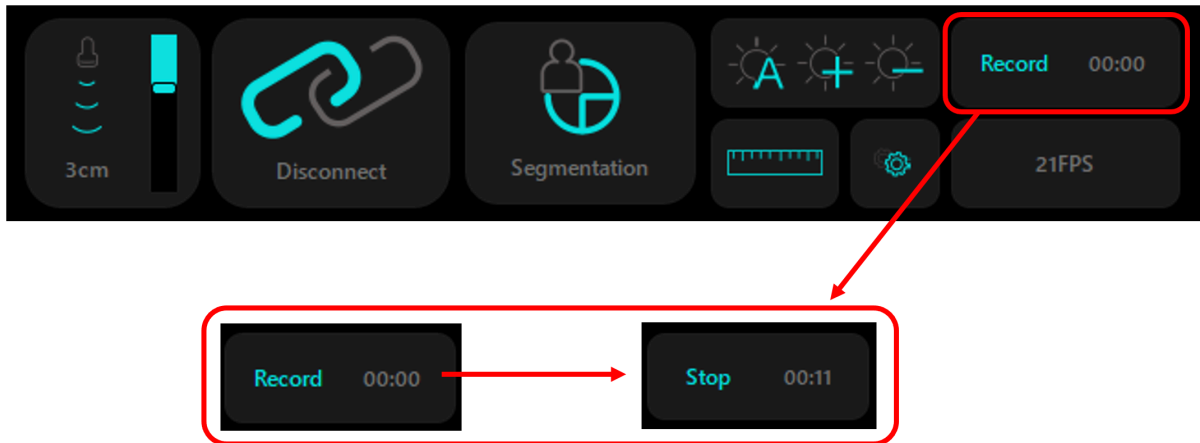 3cm
Disconnect
Segmentation
A
Record 00:00
21FPS
Record 00:00
Stop 00:11